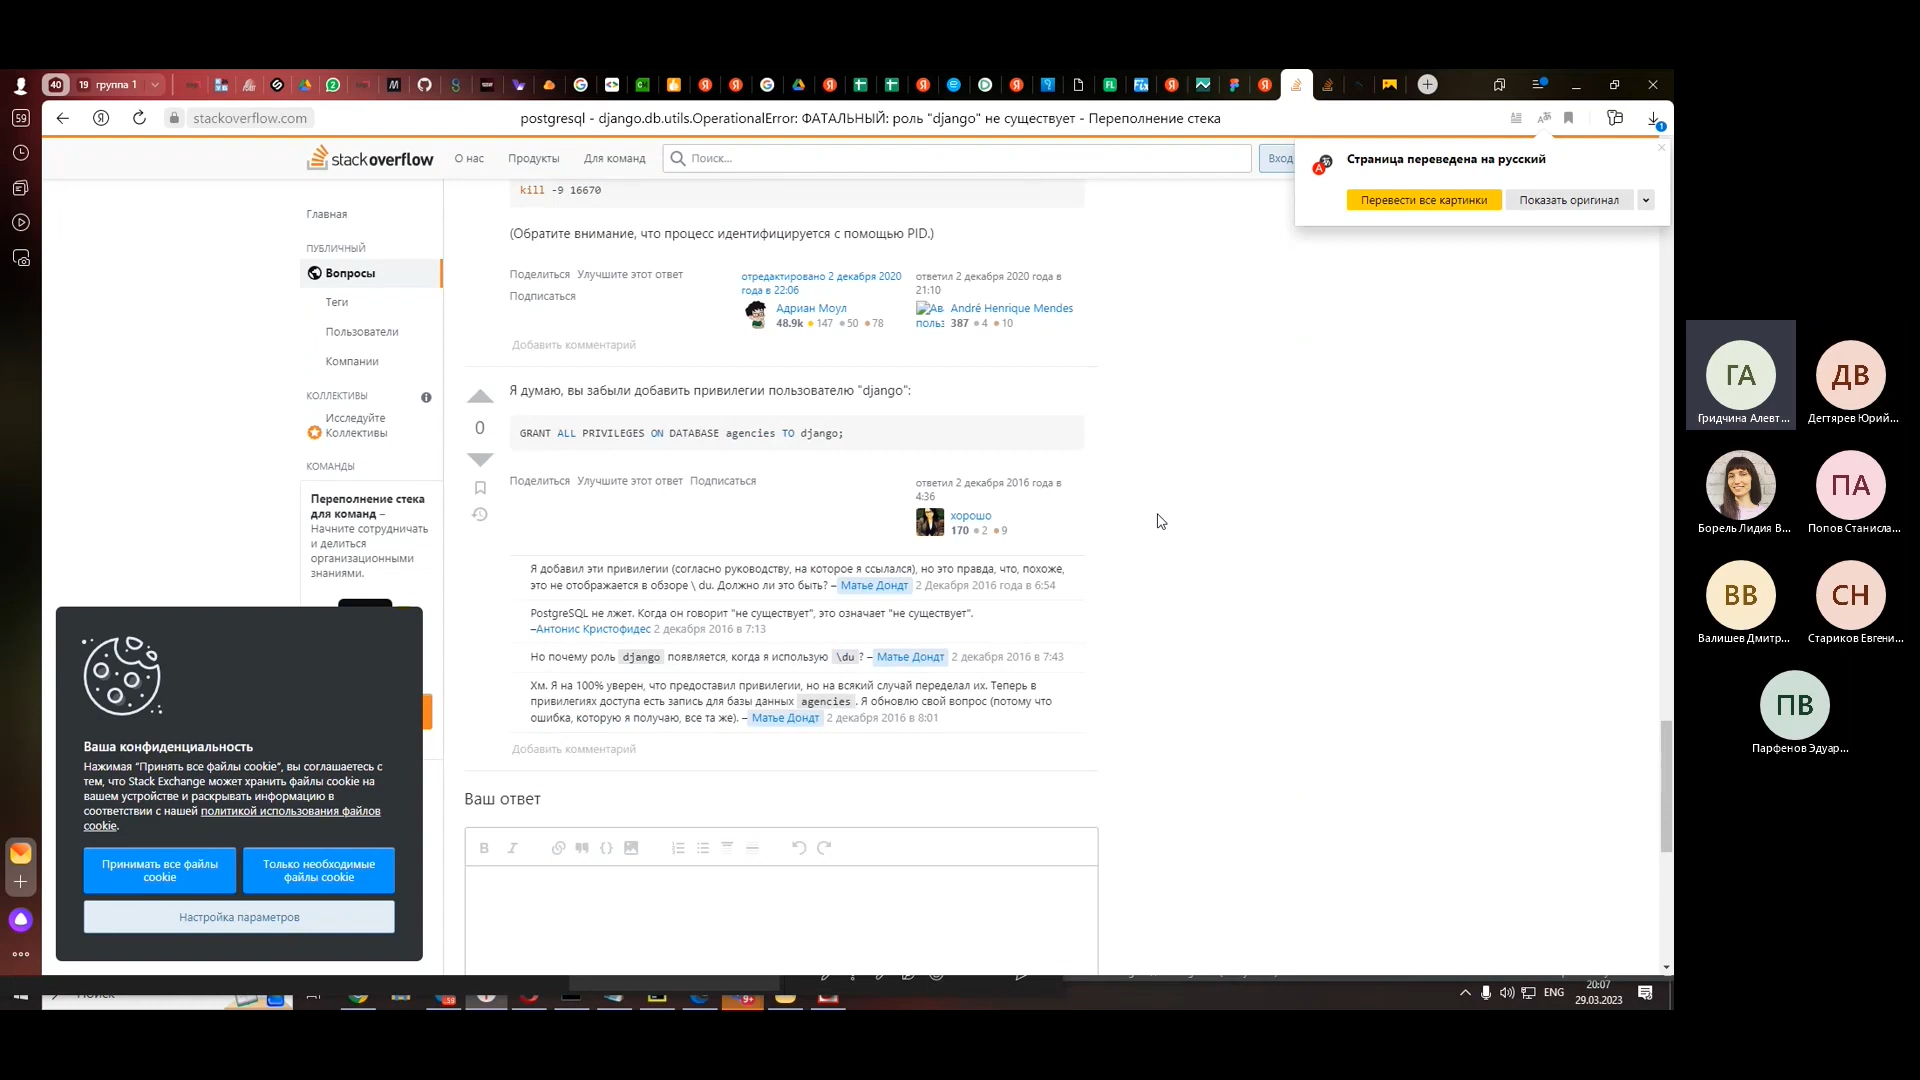 40
19 группа 1
59
stackoverflow.com
postgresql - django.db.utils.OperationalError: ФАТАЛЬНЫЙ: роль "django" не существует - Переполнение стека
1
stackoverflow
О нас
Продукты
Для команд
Поиск...
Вход
Страница переведена на русский
Перевести все картинки
Показать оригинал
Главная
ПУБЛИЧНЫЙ
Вопросы
Теги
Пользователи
Компании
КОЛЛЕКТИВЫ
Исследуйте
Коллективы
КОМАНДЫ
Переполнение стека
для команд –
Начните сотрудничать
и делиться
организационными
знаниями.
kill -9 16670
(Обратите внимание, что процесс идентифицируется с помощью PID.)
Поделиться Улучшите этот ответ
Подписаться
отредактировано 2 декабря 2020
года в 22:06
Адриан Моул
48.9k 147 50 78
ответил 2 декабря 2020 года в
21:10
André Henrique Mendes
387 4 10
Добавить комментарий
0
Я думаю, вы забыли добавить привилегии пользователю "django":
GRANT ALL PRIVILEGES ON DATABASE agencies TO django;
Поделиться Улучшите этот ответ Подписаться
ответил 2 декабря 2016 года в
4:36
хорошо
170 2 9
Я добавил эти привилегии (согласно руководству, на которое я ссылался), но это правда, что, похоже,
это не отображается в обзоре \ du. Должно ли это быть? – Матье Дондт 2 Декабря 2016 года в 6:54
PostgreSQL не лжет. Когда он говорит "не существует", это означает "не существует".
–Антонис Кристофидес 2 декабря 2016 в 7:13
Но почему роль django появляется, когда я использую \du ? – Матье Дондт 2 декабря 2016 в 7:43
Хм. Я на 100% уверен, что предоставил привилегии, но на всякий случай переделал их. Теперь в
привилегиях доступа есть запись для базы данных agencies . Я обновлю свой вопрос (потому что
ошибка, которую я получаю, все та же). – Матье Дондт 2 декабря 2016 в 8:01
Добавить комментарий
Ваш ответ
B I
Ваша конфиденциальность
Нажимая “Принять все файлы cookie”, вы соглашаетесь с
тем, что Stack Exchange может хранить файлы cookie на
вашем устройстве и раскрывать информацию в
соответствии с нашей политикой использования файлов
cookie.
Принимать все файлы
cookie
Только необходимые
файлы cookie
Настройка параметров
ENG
20:07
29.03.2023
ГА
Гридчина Алевт...
ДВ
Дегтярев Юрий...
Борель Лидия В...
ПА
Попов Станисла...
ВВ
Валишев Дмитр...
СН
Стариков Евгени...
ПВ
Парфенов Эдуар...